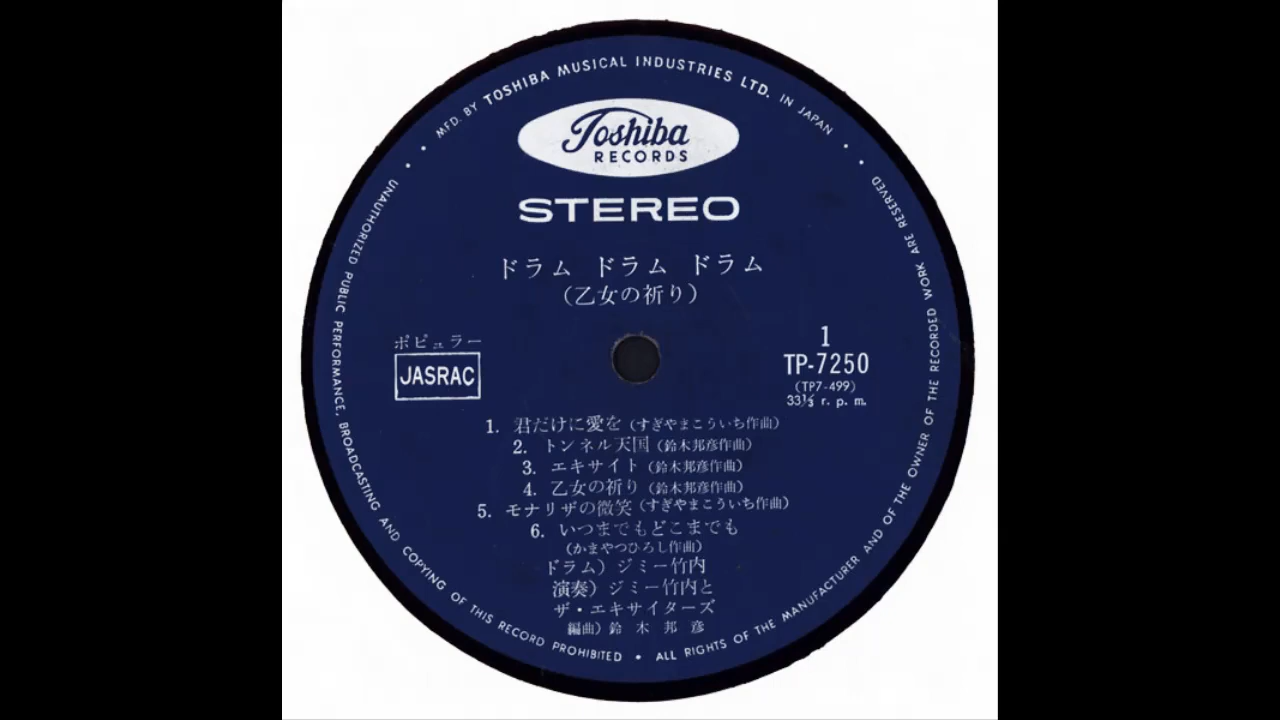 MFD. BY TOSHIBA MUSICAL INDUSTRIES LTD. IN JAPAN
Toshiba
RECORDS
STEREO
ドラム ドラム ドラム
(乙女の祈り)
ポピュラー
JASRAC
1
TP-7250
(TP7-499)
33⅓ r. p. m.
1. 君だけに愛を (すぎやまこういち作曲)
2. トンネル天国 (鈴木邦彦作曲)
3. エキサイト (鈴木邦彦作曲)
4. 乙女の祈り (鈴木邦彦作曲)
5. モナリザの微笑 (すぎやまこういち作曲)
6. いつまでもどこまでも
(かまやつひろし作曲)
ドラム) ジミー竹内
演奏) ジミー竹内と
ザ・エキサイターズ
編曲) 鈴木邦彦
UNAUTHORIZED PUBLIC PERFORMANCE, BROADCASTING AND COPYING OF THIS RECORD PROHIBITED • ALL RIGHTS OF THE MANUFACTURER AND OF THE OWNER OF THE RECORDED WORK ARE RESERVED